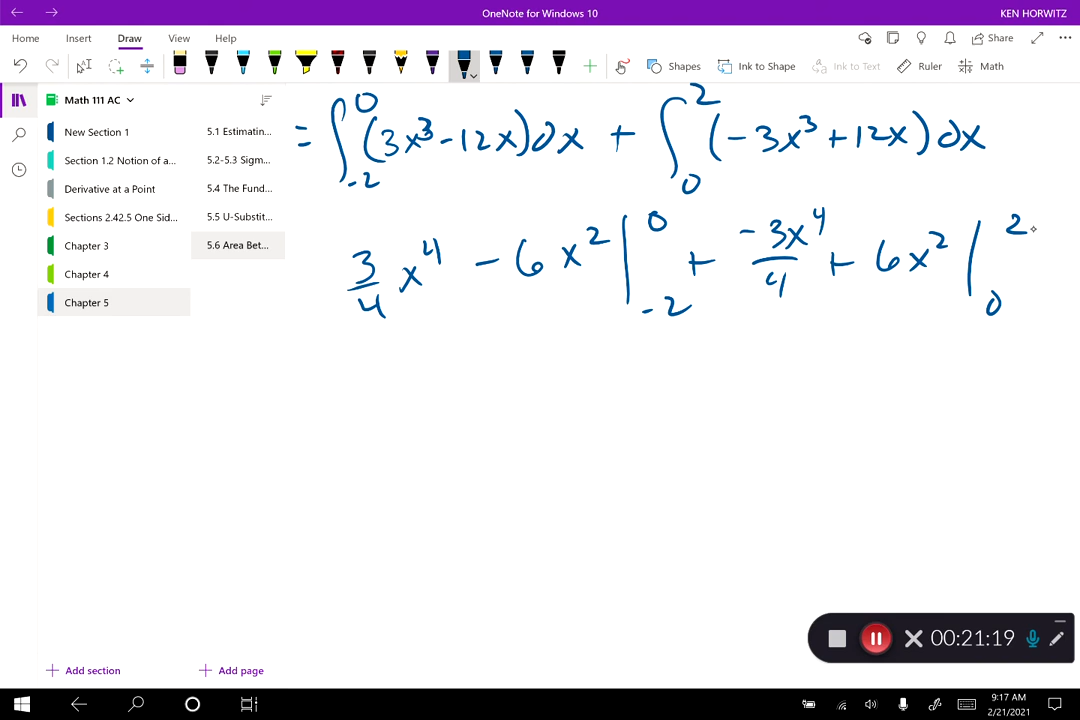 OneNote for Windows 10
KEN HORWITZ
Home Insert Draw View Help
Share
Shapes Ink to Shape Ink to Text Ruler Math
Math 111 AC
New Section 1
Section 1.2 Notion of a...
Derivative at a Point
Sections 2.42.5 One Sid...
Chapter 3
Chapter 4
Chapter 5
5.1 Estimatin...
5.2-5.3 Sigm...
5.4 The Fund...
5.5 U-Substit...
5.6 Area Bet...
= ∫_{-2}^{0} (3x³-12x)dx + ∫_{0}^{2} (-3x³+12x)dx
3/4 x⁴ - 6x² |_{-2}^{0} + -3x⁴/4 + 6x² |_{0}^{2}
00:21:19
Add section
Add page
9:17 AM
2/21/2021